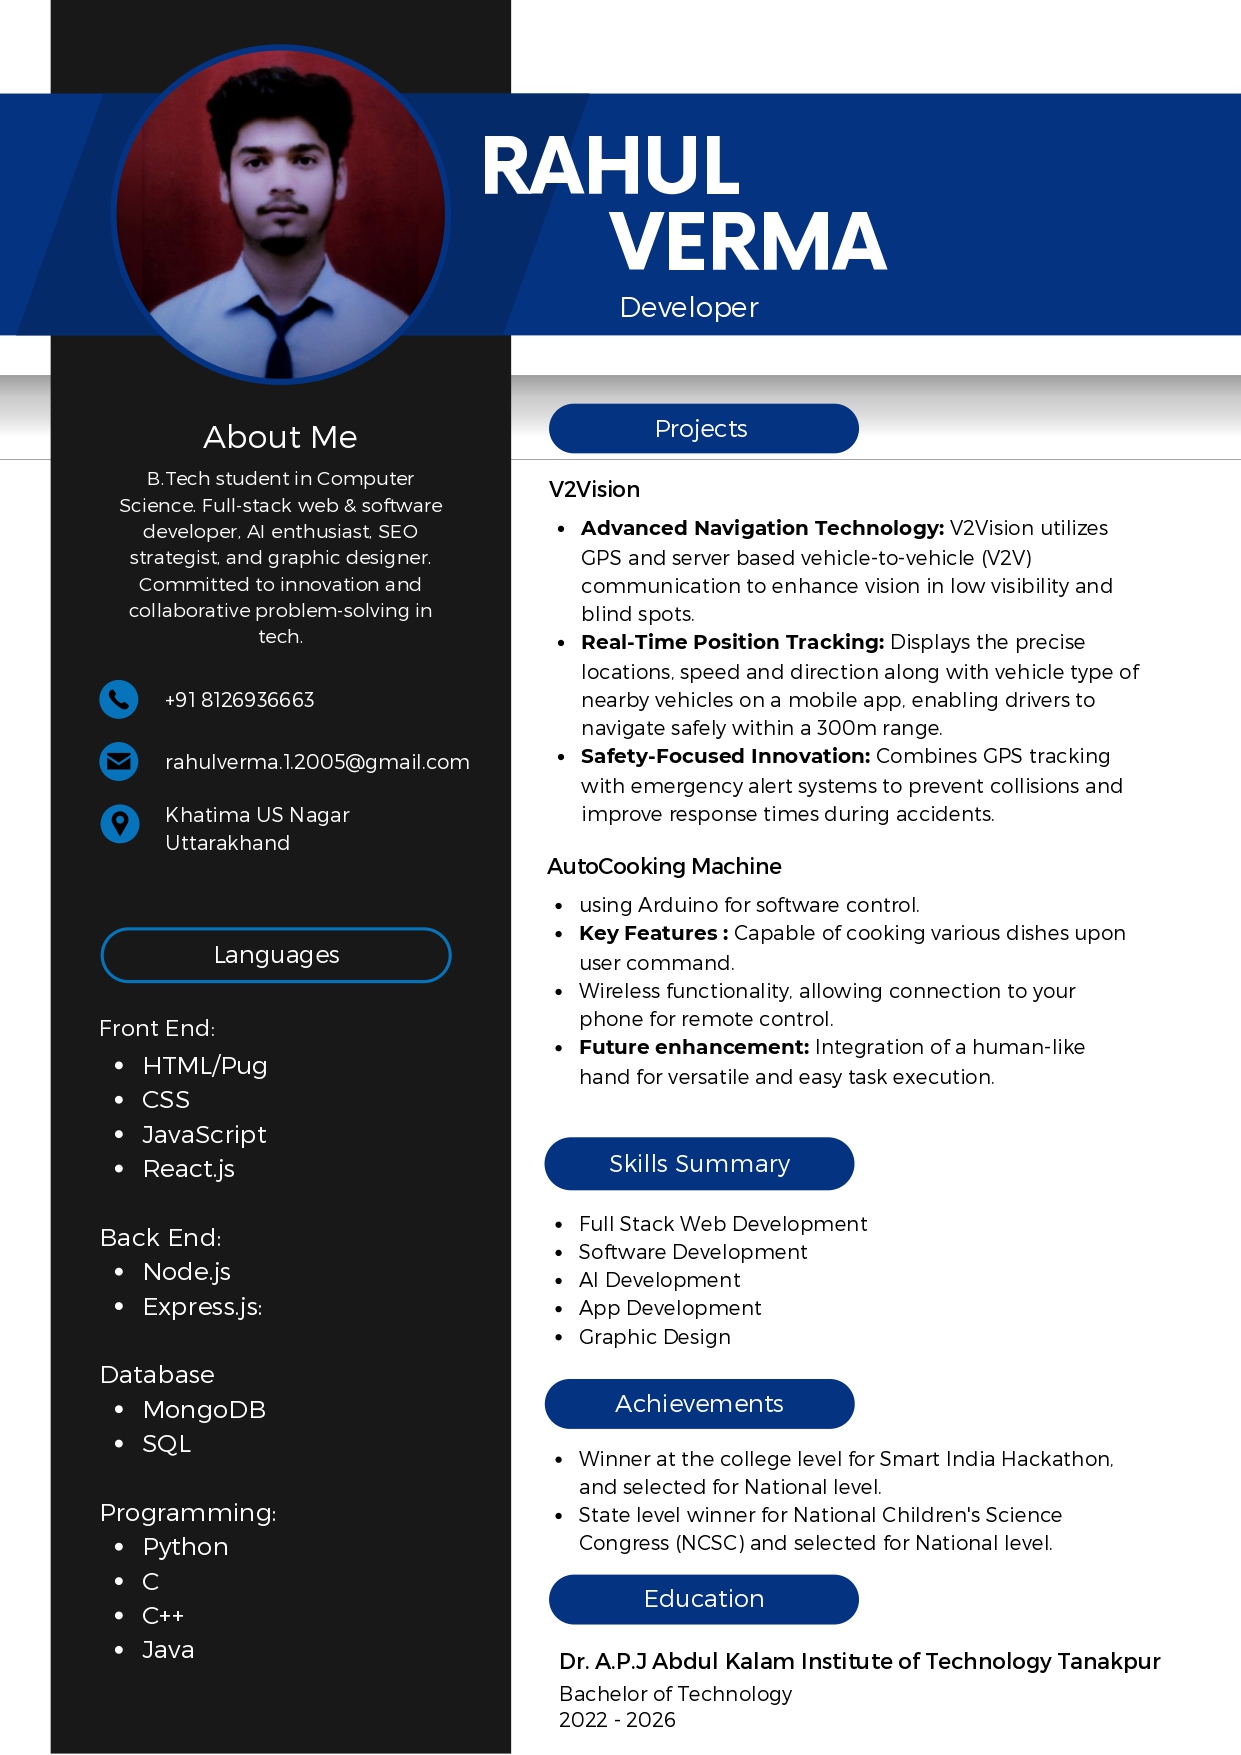 RAHUL
VERMA
Developer
About Me
B.Tech student in Computer
Science. Full-stack web & software
developer, AI enthusiast, SEO
strategist, and graphic designer.
Committed to innovation and
collaborative problem-solving in
tech.
+91 8126936663
rahulverma.1.2005@gmail.com
Khatima US Nagar
Uttarakhand
Languages
Front End:
• HTML/Pug
• CSS
• JavaScript
• React.js
Back End:
• Node.js
• Express.js:
Database
• MongoDB
• SQL
Programming:
• Python
• C
• C++
• Java
Projects
V2Vision
• Advanced Navigation Technology: V2Vision utilizes
GPS and server based vehicle-to-vehicle (V2V)
communication to enhance vision in low visibility and
blind spots.
• Real-Time Position Tracking: Displays the precise
locations, speed and direction along with vehicle type of
nearby vehicles on a mobile app, enabling drivers to
navigate safely within a 300m range.
• Safety-Focused Innovation: Combines GPS tracking
with emergency alert systems to prevent collisions and
improve response times during accidents.
AutoCooking Machine
• using Arduino for software control.
• Key Features : Capable of cooking various dishes upon
user command.
• Wireless functionality, allowing connection to your
phone for remote control.
• Future enhancement: Integration of a human-like
hand for versatile and easy task execution.
Skills Summary
• Full Stack Web Development
• Software Development
• AI Development
• App Development
• Graphic Design
Achievements
• Winner at the college level for Smart India Hackathon,
and selected for National level.
• State level winner for National Children's Science
Congress (NCSC) and selected for National level.
Education
Dr. A.P.J Abdul Kalam Institute of Technology Tanakpur
Bachelor of Technology
2022 - 2026